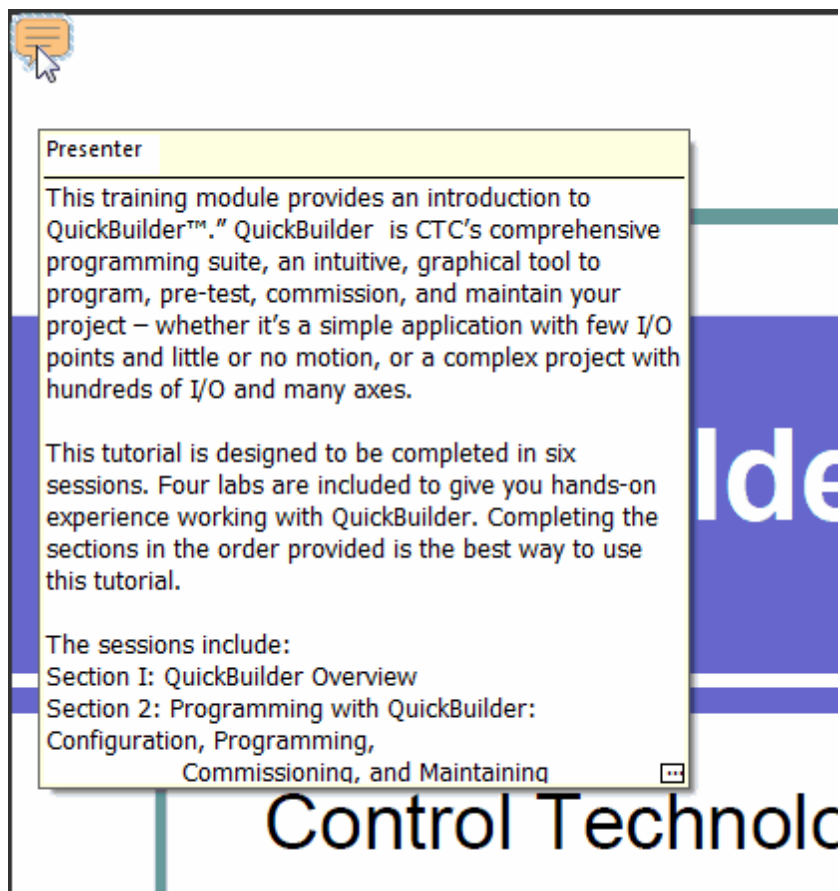 Presenter
This training module provides an introduction to
QuickBuilder™.” QuickBuilder  is CTC’s comprehensive
programming suite, an intuitive, graphical tool to
program, pre-test, commission, and maintain your
project – whether it’s a simple application with few I/O
points and little or no motion, or a complex project with
hundreds of I/O and many axes.
This tutorial is designed to be completed in six
sessions. Four labs are included to give you hands-on
experience working with QuickBuilder. Completing the
sections in the order provided is the best way to use
this tutorial.
The sessions include:
Section I: QuickBuilder Overview
Section 2: Programming with QuickBuilder:
Configuration, Programming,
Commissioning, and Maintaining
lde
Control Technolo